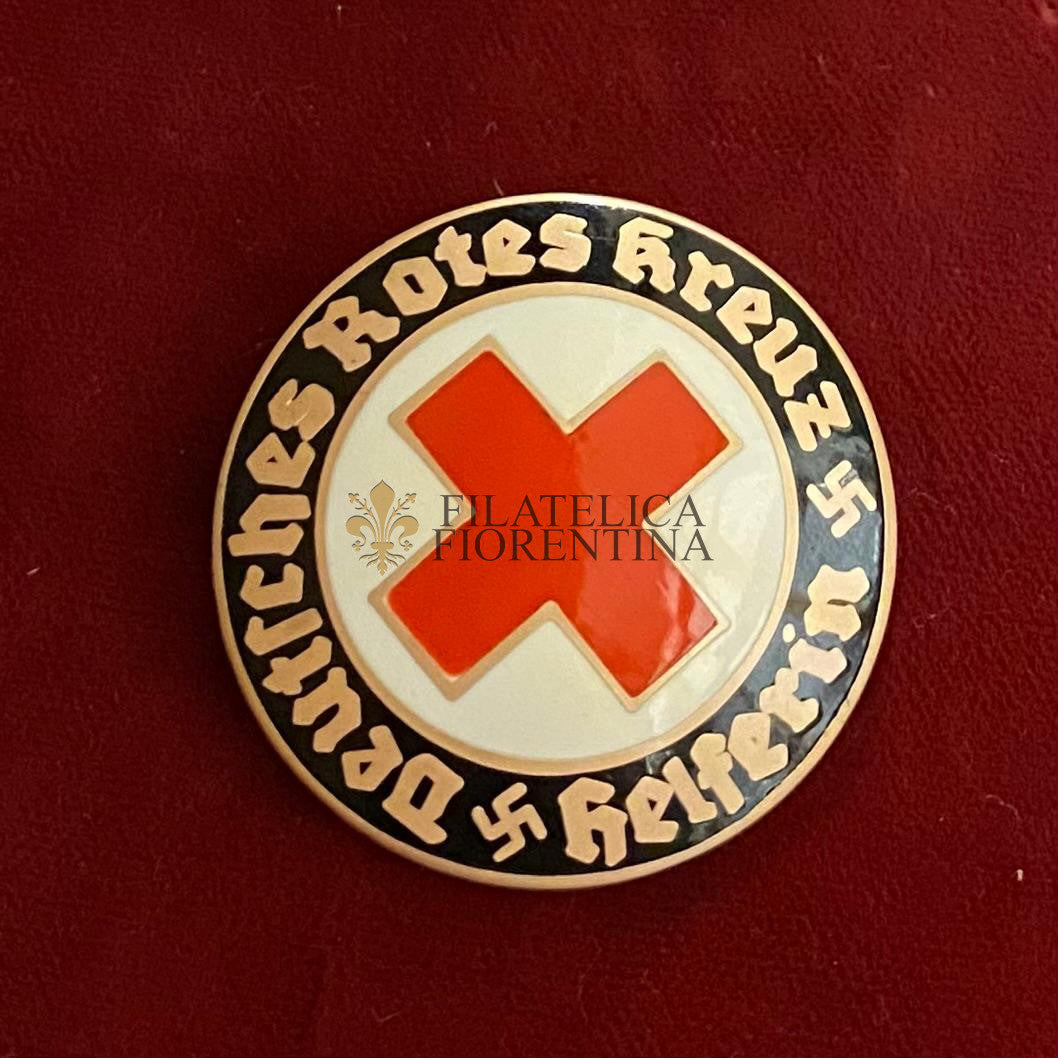 Deutſches Rotes Kreuz
Helferin
FILATELICA
FIORENTINA